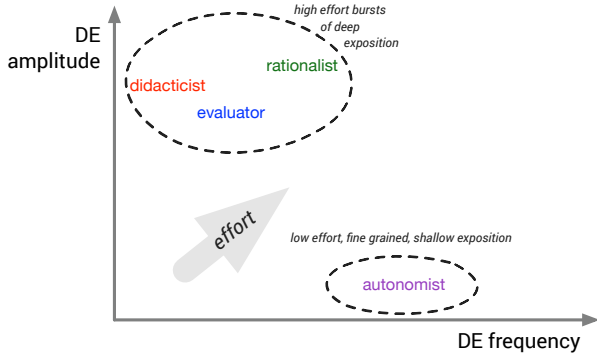 DE
amplitude
high effort bursts
of deep
exposition
rationalist
didacticist
evaluator
effort
low effort, fine grained, shallow exposition
autonomist
DE frequency